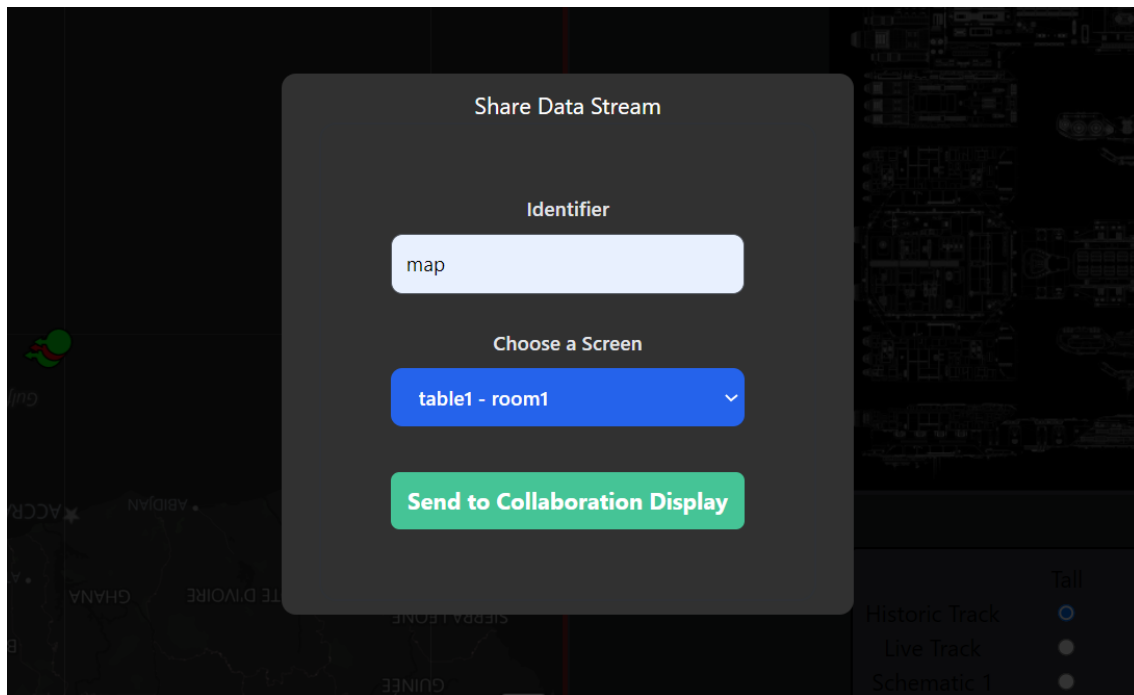 Share Data Stream
Identifier
map
Choose a Screen
table1 - room1
Send to Collaboration Display
ABIDJAN
GHANA
SIERRA LEONE
GUINEE
Tall
Historic Track
Live Track
Schematic 1